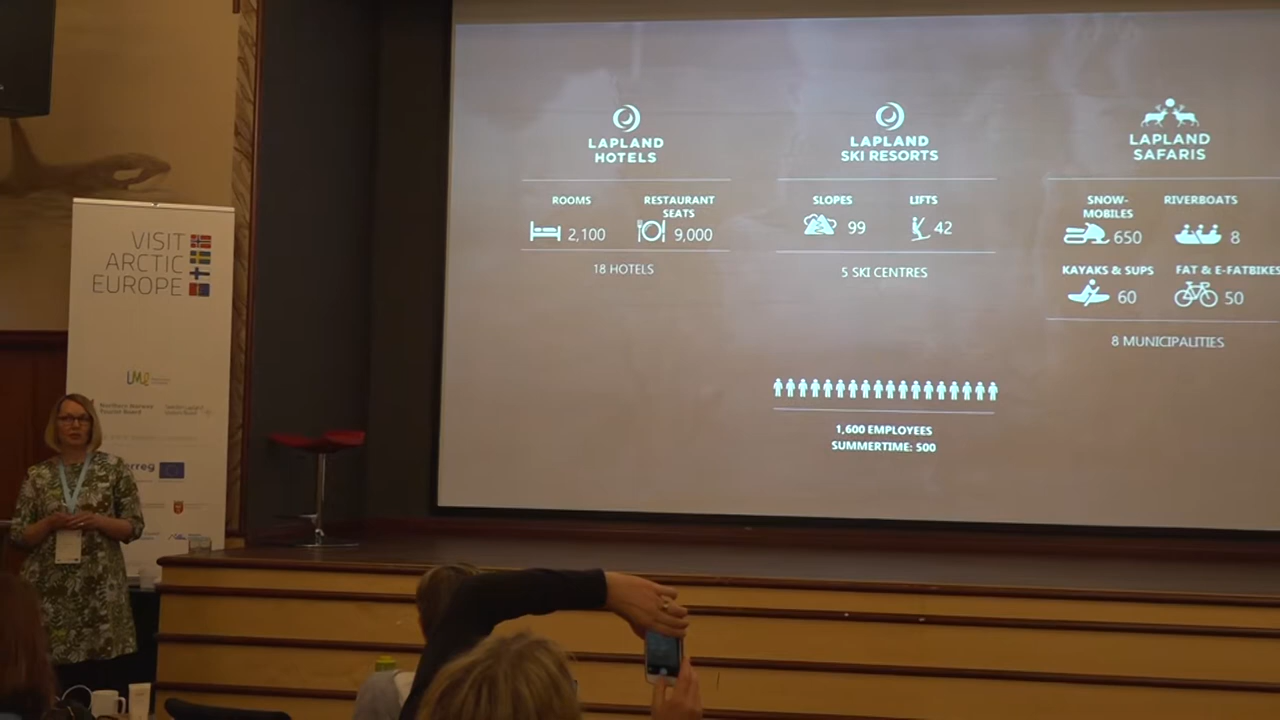 VISIT
ARCTIC
EUROPE
LAPLAND
HOTELS
ROOMS
RESTAURANT
SEATS
2,100
9,000
18 HOTELS
LAPLAND
SKI RESORTS
SLOPES
LIFTS
99
42
5 SKI CENTRES
LAPLAND
SAFARIS
SNOW-
MOBILES
RIVERBOATS
650
8
KAYAKS & SUPS
FAT & E-FATBIKES
60
50
8 MUNICIPALITIES
1,600 EMPLOYEES
SUMMERTIME: 500